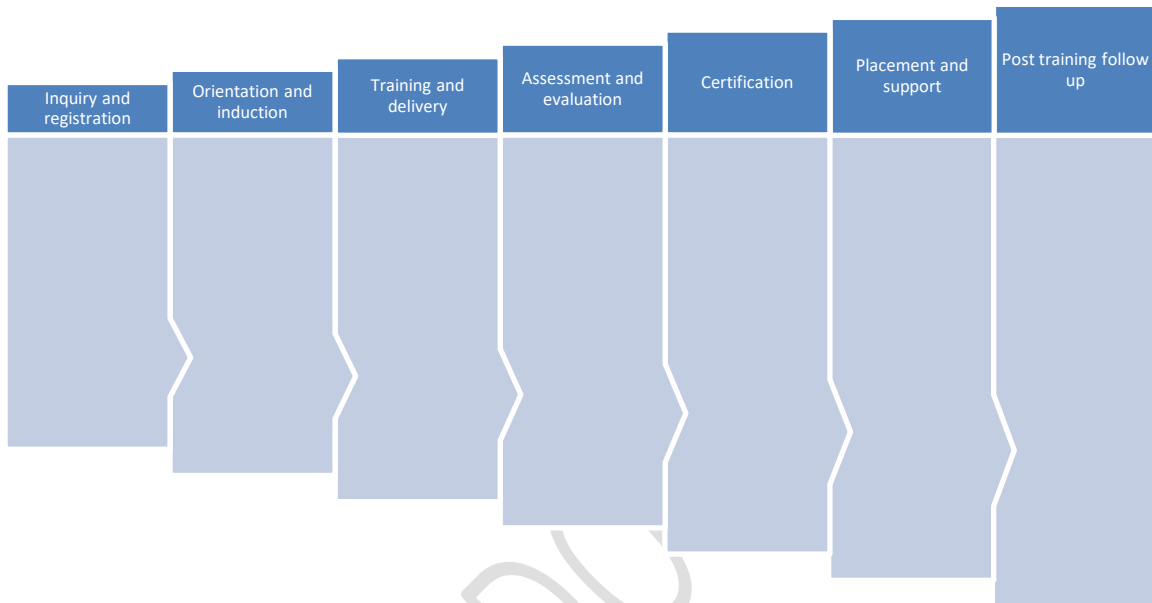 Inquiry and
registration
Orientation and
induction
Training and
delivery
Assessment and
evaluation
Certification
Placement and
support
Post training follow
up